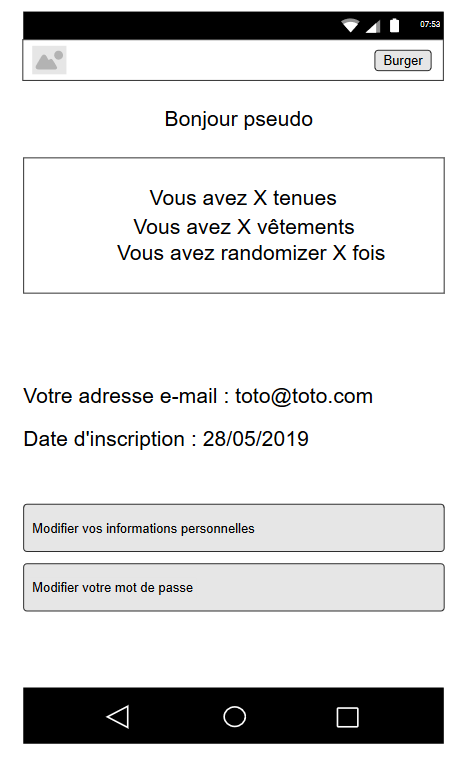 07:53
Burger
Bonjour pseudo
Vous avez X tenues
Vous avez X vêtements
Vous avez randomizer X fois
Votre adresse e-mail : toto@toto.com
Date d'inscription : 28/05/2019
Modifier vos informations personnelles
Modifier votre mot de passe